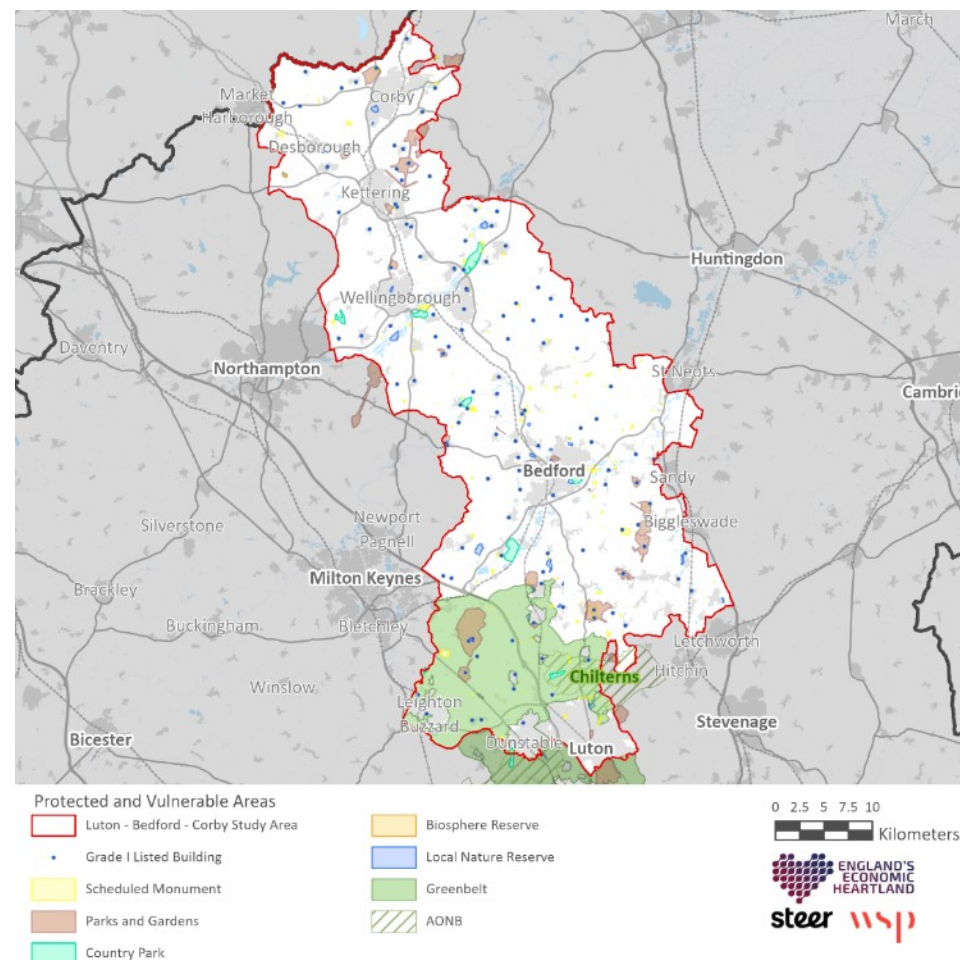 March
Market
Harborough
Corby
Desborough
Kettering
Huntingdon
Wellingborough
Daventry
Northampton
St Neots
Cambri
Bedford
Sandy
Silverstone
Newport
Pagnell
Biggleswade
Milton Keynes
Brackley
Buckingham
Bletchley
Letchworth
Hitchin
Chilterns
Winslow
Leighton
Buzzard
Stevenage
Bicester
Dunstable
Luton
Protected and Vulnerable Areas
Luton - Bedford - Corby Study Area
Grade I Listed Building
Scheduled Monument
Parks and Gardens
Country Park
Biosphere Reserve
Local Nature Reserve
Greenbelt
AONB
0 2.5 5 7.5 10
Kilometers
ENGLAND'S
ECONOMIC
HEARTLAND
steer wsp